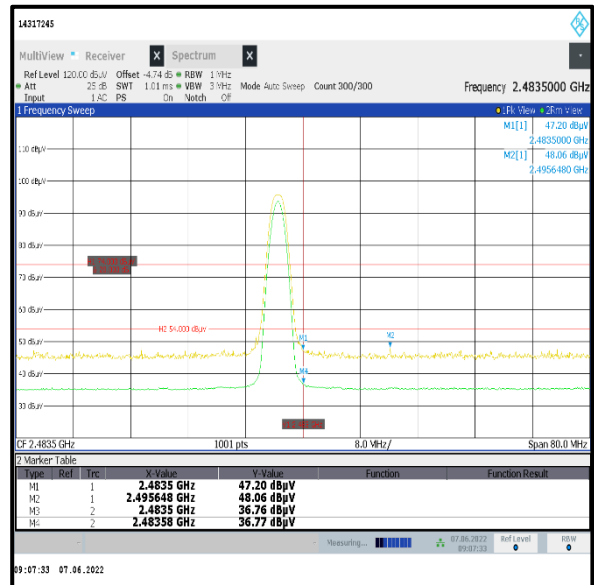 14317245
MultiView Receiver X Spectrum X
Ref Level 120.00 dBµV Offset -4.74 dB RBW 1 MHz
Att 25 dB SWT 1.01 ms VBW 3 MHz Mode Auto Sweep Count 300/300 Frequency 2.4835000 GHz
Input 1 AC PS On Notch Off
1 Frequency Sweep 1Pk View 2Rm View
M1[1] 47.20 dBµV
2.4835000 GHz
M2[1] 48.06 dBµV
2.4956480 GHz
110 dBµV
100 dBµV
90 dBµV
80 dBµV
70 dBµV
60 dBµV
H2 54.000 dBµV
50 dBµV
M1 M2
40 dBµV
M4
30 dBµV
CF 2.4835 GHz 1001 pts 8.0 MHz/ Span 80.0 MHz
2 Marker Table
Type Ref Trc X-Value Y-Value Function Function Result
M1 1 2.4835 GHz 47.20 dBµV
M2 1 2.495648 GHz 48.06 dBµV
M3 2 2.4835 GHz 36.76 dBµV
M4 2 2.48358 GHz 36.77 dBµV
Measuring... 07.06.2022 Ref Level RBW
09:07:33
09:07:33 07.06.2022